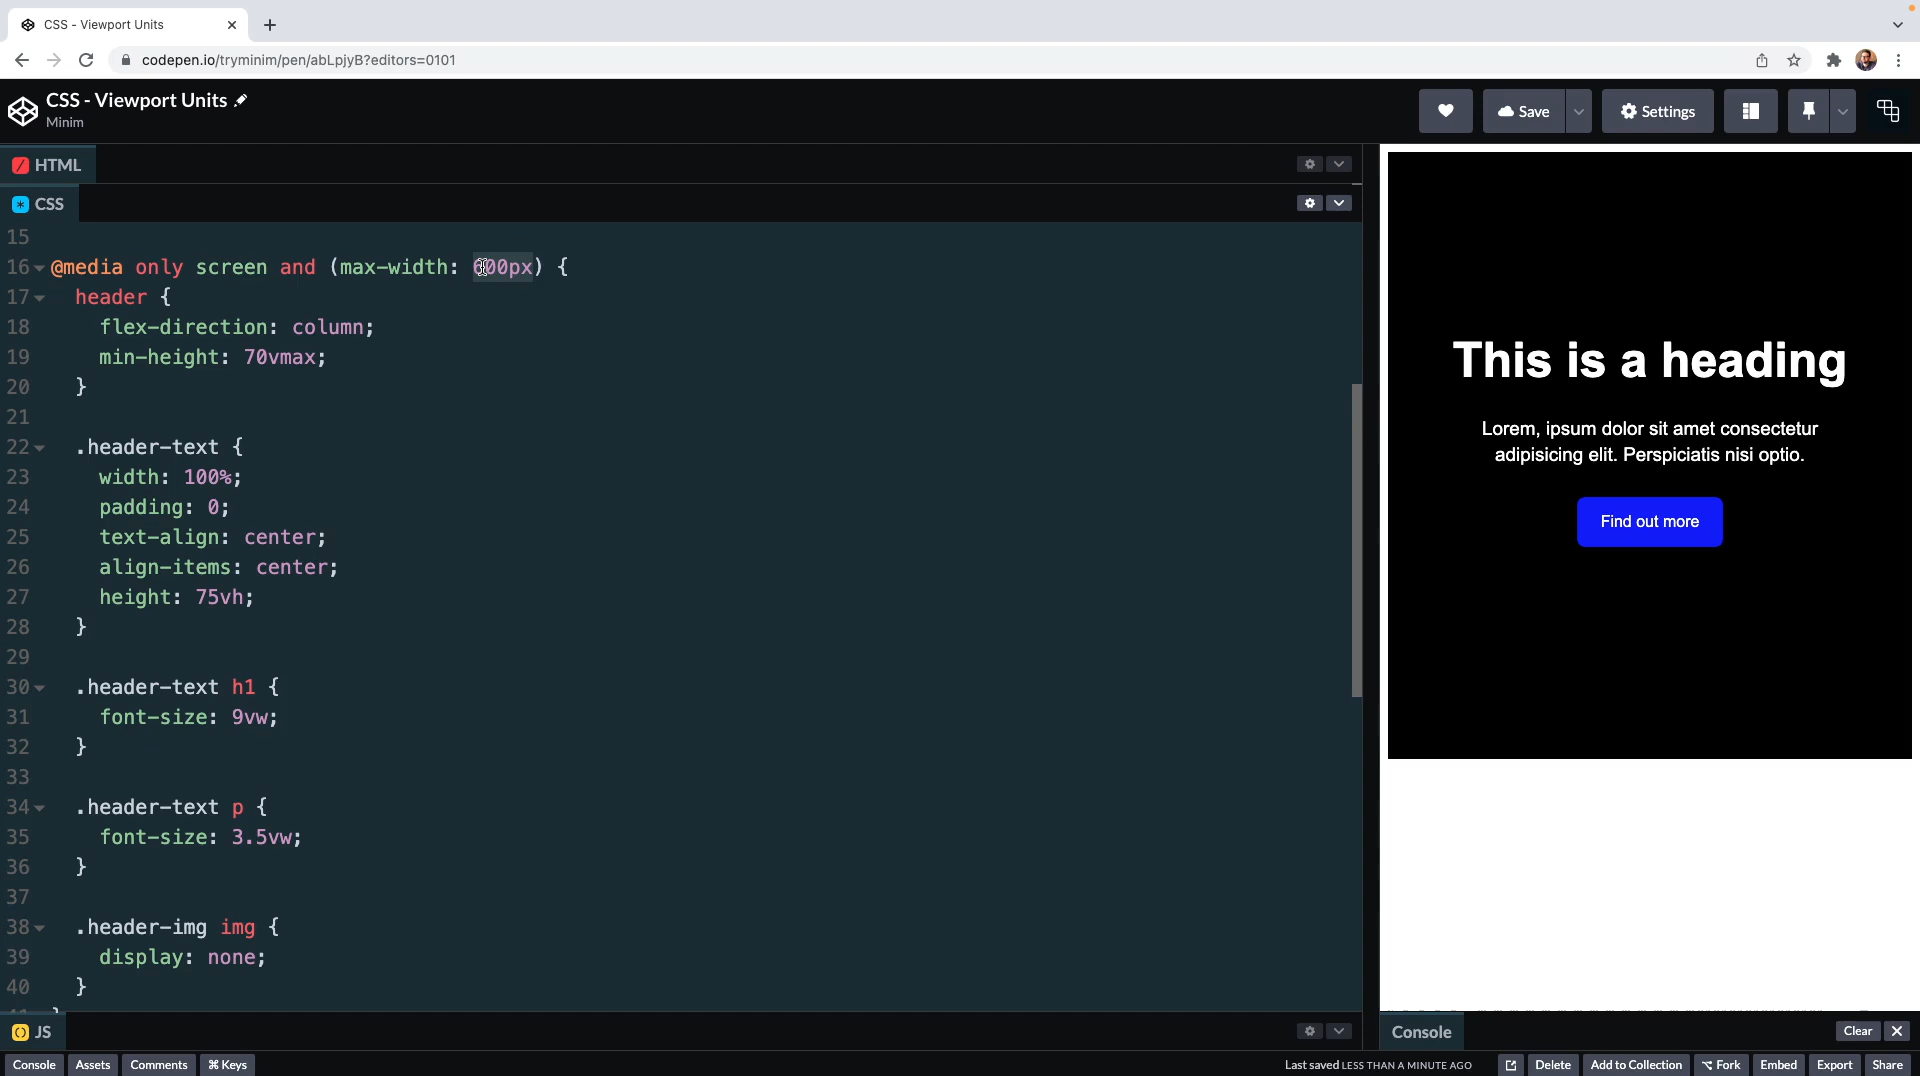 CSS - Viewport Units
codepen.io/tryminim/pen/abLpjyB?editors=0101
CSS - Viewport Units
Minim
Save
Settings
HTML
CSS
15
16 @media only screen and (max-width: 600px) {
17 header {
18 flex-direction: column;
19 min-height: 70vmax;
20 }
21
22 .header-text {
23 width: 100%;
24 padding: 0;
25 text-align: center;
26 align-items: center;
27 height: 75vh;
28 }
29
30 .header-text h1 {
31 font-size: 9vw;
32 }
33
34 .header-text p {
35 font-size: 3.5vw;
36 }
37
38 .header-img img {
39 display: none;
40 }
This is a heading
Lorem, ipsum dolor sit amet consectetur
adipisicing elit. Perspiciatis nisi optio.
Find out more
JS
Console
Clear
Console Assets Comments ⌘ Keys Last saved LESS THAN A MINUTE AGO Delete Add to Collection Fork Embed Export Share